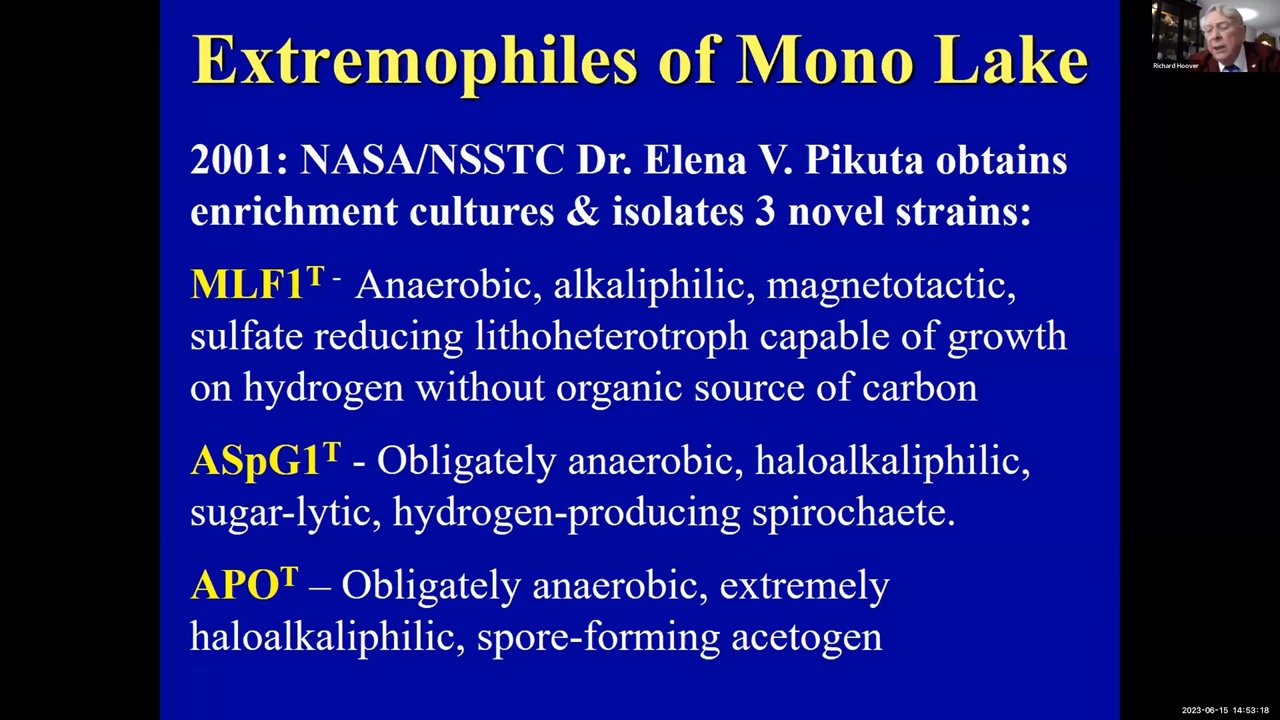 Extremophiles of Mono Lake
Richard Hoover
2001: NASA/NSSTC Dr. Elena V. Pikuta obtains
enrichment cultures & isolates 3 novel strains:
MLF1ᵀ - Anaerobic, alkaliphilic, magnetotactic,
sulfate reducing lithoheterotroph capable of growth
on hydrogen without organic source of carbon
ASpG1ᵀ - Obligately anaerobic, haloalkaliphilic,
sugar-lytic, hydrogen-producing spirochaete.
APOᵀ – Obligately anaerobic, extremely
haloalkaliphilic, spore-forming acetogen
2023-06-15 14:53:18